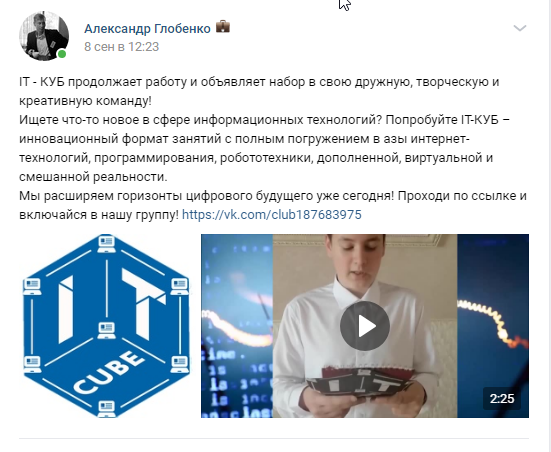 Александр Глобенко
8 сен в 12:23
IT - КУБ продолжает работу и объявляет набор в свою дружную, творческую и
креативную команду!
Ищете что-то новое в сфере информационных технологий? Попробуйте IT-КУБ –
инновационный формат занятий с полным погружением в азы интернет-
технологий, программирования, робототехники, дополненной, виртуальной и
смешанной реальности.
Мы расширяем горизонты цифрового будущего уже сегодня! Проходи по ссылке и
включайся в нашу группу! https://vk.com/club187683975
IT
CUBE
IT
2:25